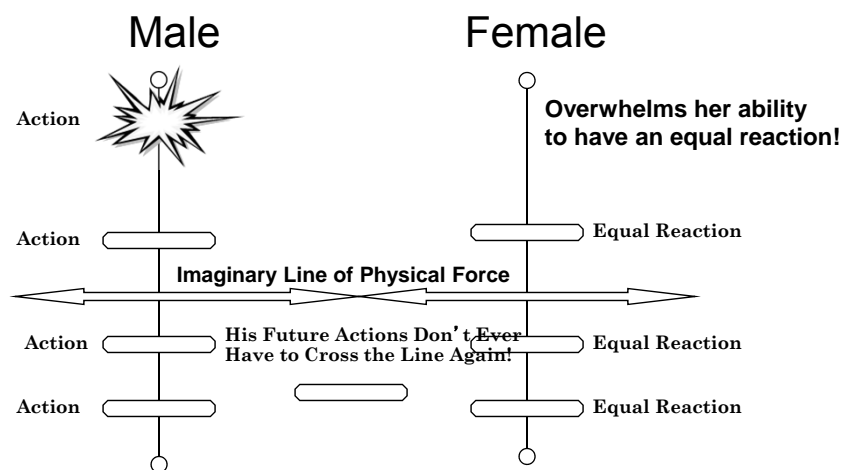 Male
Female
Action
Overwhelms her ability
to have an equal reaction!
Action
Equal Reaction
Imaginary Line of Physical Force
Action
His Future Actions Don’t Ever
Have to Cross the Line Again!
Equal Reaction
Action
Equal Reaction